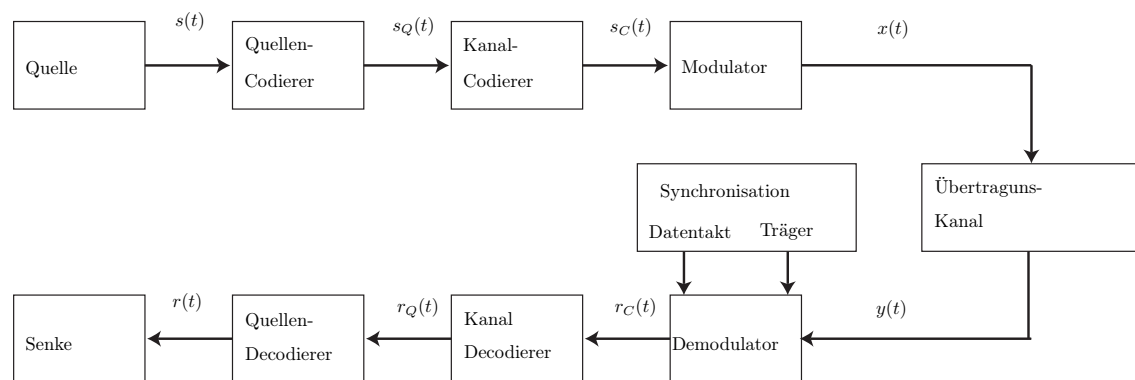 s(t)
s_Q(t)
s_C(t)
x(t)
Quelle
Quellen-
Codierer
Kanal-
Codierer
Modulator
Synchronisation
Datentakt
Träger
Übertraguns-
Kanal
r(t)
r_Q(t)
r_C(t)
y(t)
Senke
Quellen-
Decodierer
Kanal
Decodierer
Demodulator